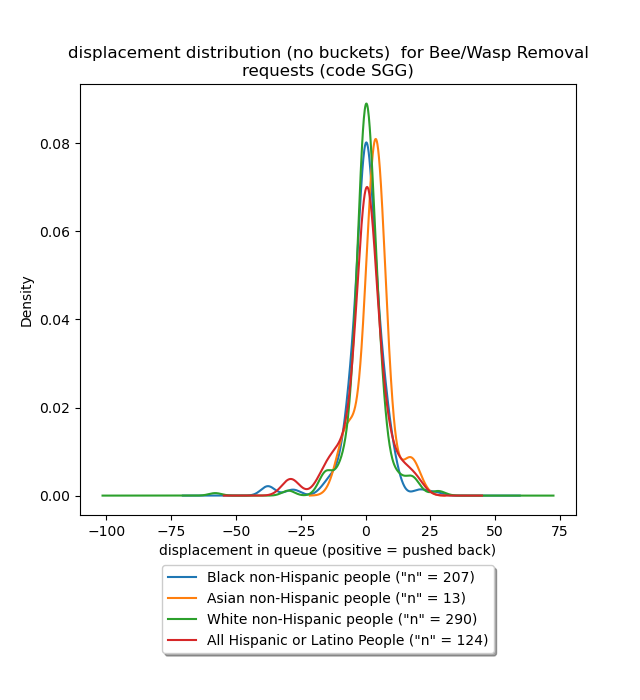 displacement distribution (no buckets)  for Bee/Wasp Removal
requests (code SGG)
Density
0.08
0.06
0.04
0.02
0.00
−100
−75
−50
−25
0
25
50
75
displacement in queue (positive = pushed back)
Black non-Hispanic people ("n" = 207)
Asian non-Hispanic people ("n" = 13)
White non-Hispanic people ("n" = 290)
All Hispanic or Latino People ("n" = 124)